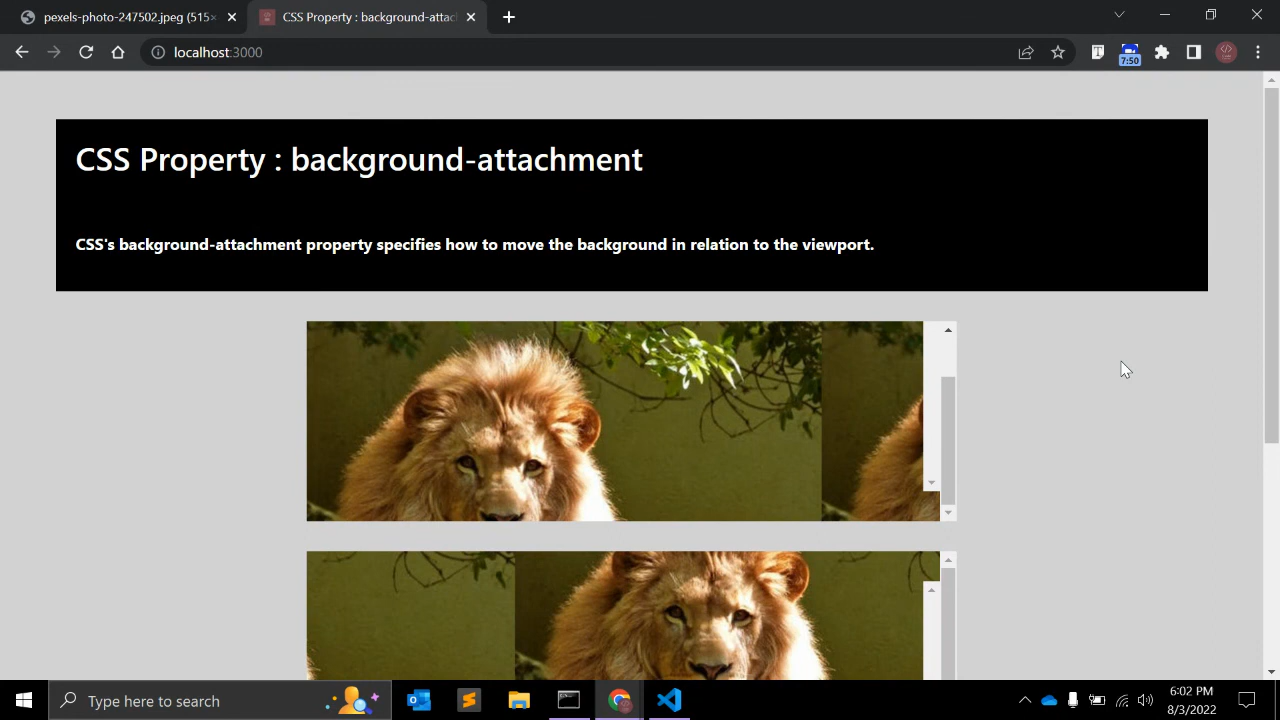 pexels-photo-247502.jpeg (515×
CSS Property : background-attac
localhost:3000
7:50
CSS Property : background-attachment
CSS's background-attachment property specifies how to move the background in relation to the viewport.
Type here to search
6:02 PM
8/3/2022